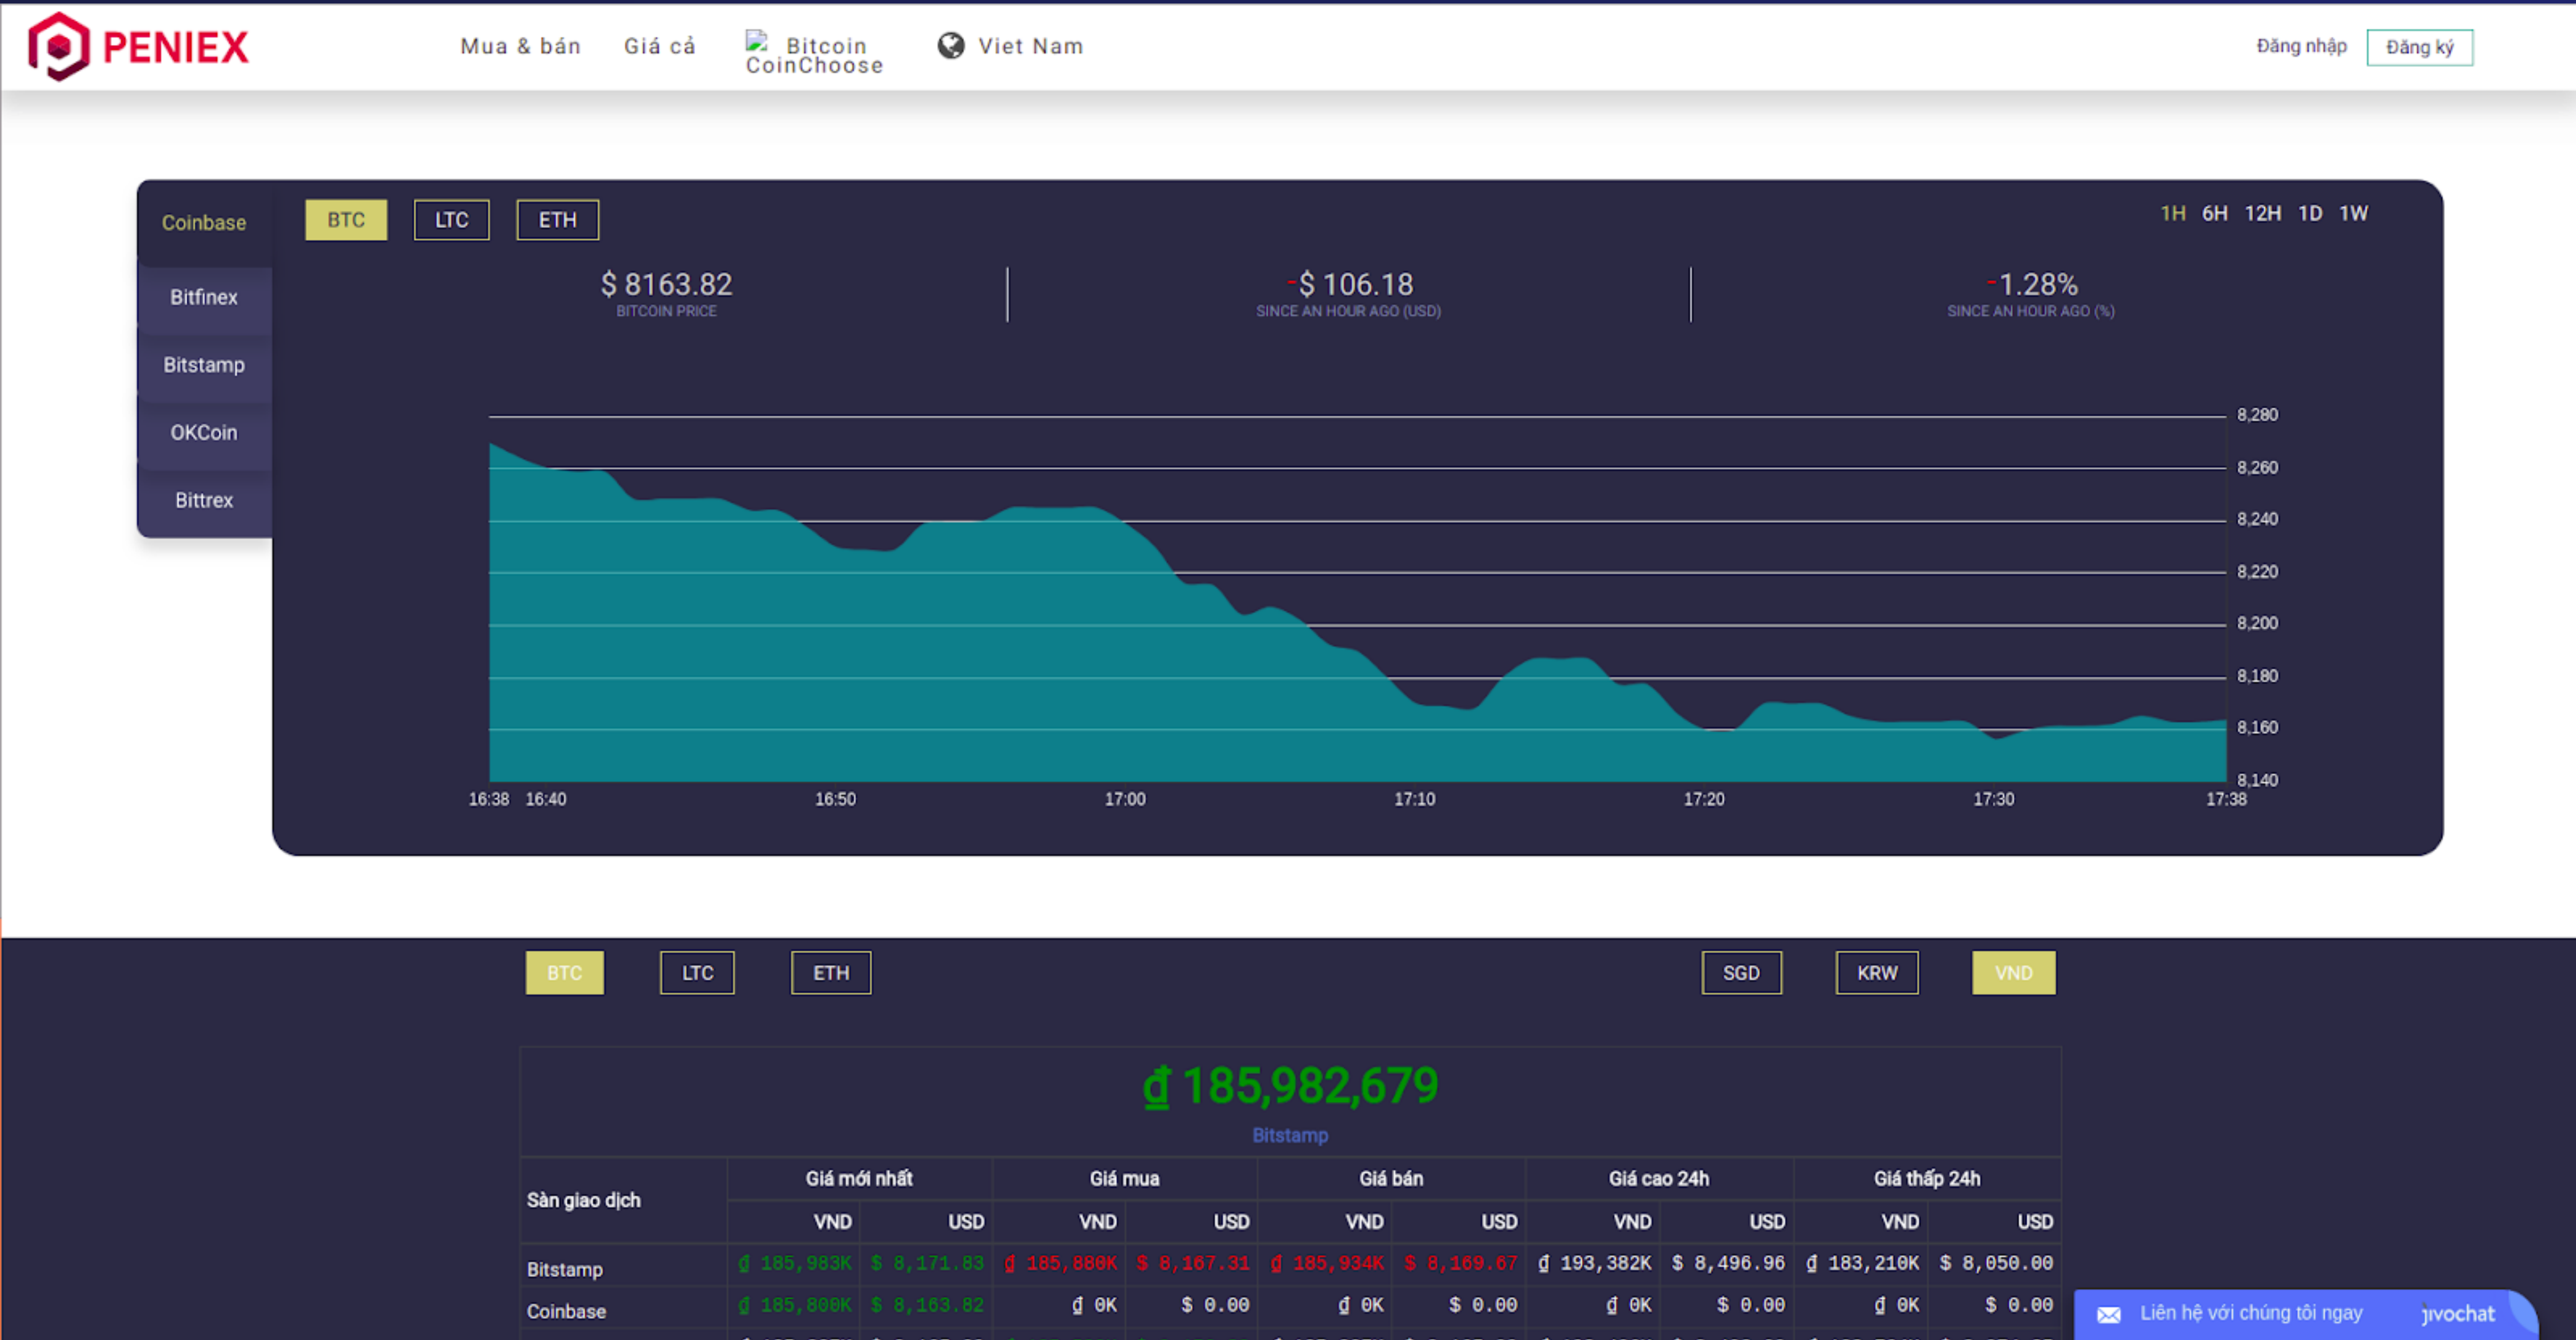 PENIEX
Mua & bán
Giá cả
Bitcoin
CoinChoose
Viet Nam
Đăng nhập
Đăng ký
Coinbase
Bitfinex
Bitstamp
OKCoin
Bittrex
BTC LTC ETH
1H 6H 12H 1D 1W
$ 8163.82
BITCOIN PRICE
-$ 106.18
SINCE AN HOUR AGO (USD)
-1.28%
SINCE AN HOUR AGO (%)
8,280
8,260
8,240
8,220
8,200
8,180
8,160
8,140
16:38 16:40 16:50 17:00 17:10 17:20 17:30 17:38
BTC LTC ETH SGD KRW VND
₫ 185,982,679
Bitstamp
Sàn giao dịch Giá mới nhất Giá mua Giá bán Giá cao 24h Giá thấp 24h
VND USD VND USD VND USD VND USD VND USD
Bitstamp ₫ 185,983K $ 8,171.83 ₫ 185,880K $ 8,167.31 ₫ 185,934K $ 8,169.67 ₫ 193,382K $ 8,496.96 ₫ 183,210K $ 8,050.00
Coinbase ₫ 185,800K $ 8,163.82 ₫ 0K $ 0.00 ₫ 0K $ 0.00 ₫ 0K $ 0.00 ₫ 0K $ 0.00
Liên hệ với chúng tôi ngay jivochat